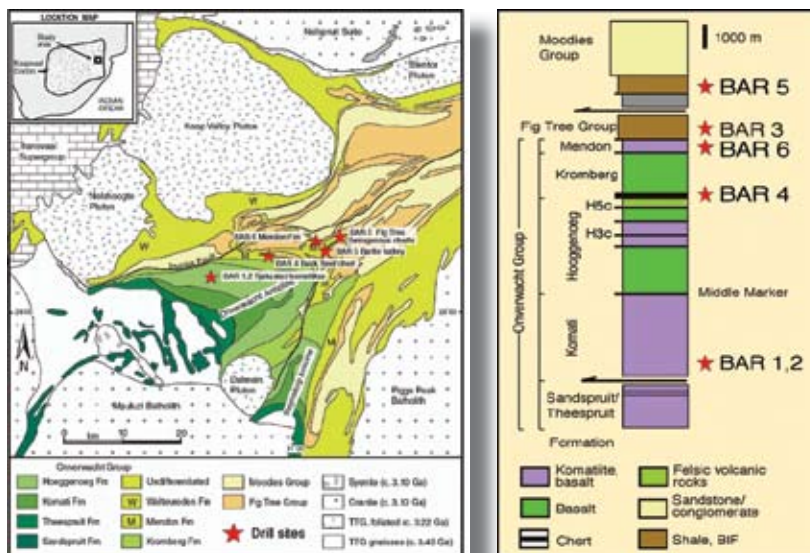 LOCATION MAP
Study Area
Kaapvaal Craton
INDIAN OCEAN
Nelspruit Suite
Stentor Pluton
Kaap Valley Pluton
Transvaal Supergroup
Nelshoogte Pluton
BAR 6 Mendon Fm
BAR 5 Fig Tree
BAR 3 Barite Valley
BAR 4 Buck Reef chert
BAR 1,2
Onverwacht Anticline
Dalmein Pluton
Mpuluzi Batholith
Piggs Peak Batholith
N
0 10 20
km
W
M
Onverwacht Group
Hooggenoeg Fm
Komati Fm
Theespruit Fm
Sandspruit Fm
Undifferentiated
W Weltevreden Fm
M Mendon Fm
Kromberg Fm
Moodies Group
Fig Tree Group
Drill sites
Syenite (c. 3.10 Ga)
Granite (c. 3.10 Ga)
TTG, foliated (c. 3.22 Ga)
TTG gneisses (c. 3.45 Ga)
Moodies Group
1000 m
BAR 5
Fig Tree Group
BAR 3
Mendon
BAR 6
Kromberg
BAR 4
H5c
H3c
Hooggenoeg
Onverwacht Group
Middle Marker
Komati
BAR 1,2
Sandspruit/
Theespruit
Formation
Komatiite, basalt
Basalt
Chert
Felsic volcanic rocks
Sandstone/ conglomerate
Shale, BIF